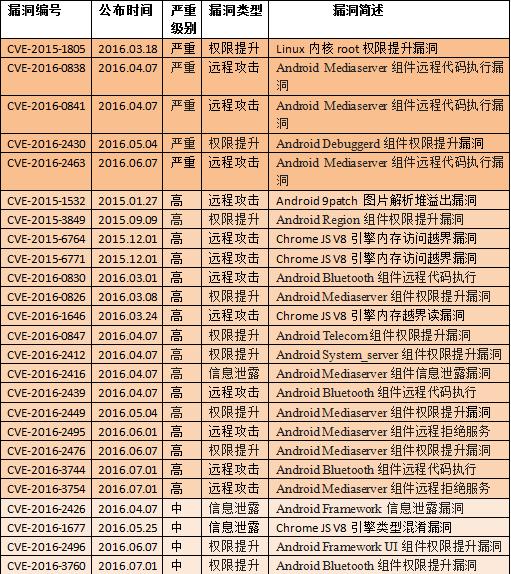 漏洞编号 公布时间 严重级别 漏洞类型 漏洞简述
CVE-2015-1805 2016.03.18 严重 权限提升 Linux 内核 root 权限提升漏洞
CVE-2016-0838 2016.04.07 严重 远程攻击 Android Mediaserver 组件远程代码执行漏洞
CVE-2016-0841 2016.04.07 严重 远程攻击 Android Mediaserver 组件远程代码执行漏洞
CVE-2016-2430 2016.05.04 严重 权限提升 Android Debuggerd 组件权限提升漏洞
CVE-2016-2463 2016.06.07 严重 远程攻击 Android Mediaserver 组件远程代码执行漏洞
CVE-2015-1532 2015.01.27 高 远程攻击 Android 9patch 图片解析堆溢出漏洞
CVE-2015-3849 2015.09.09 高 权限提升 Android Region 组件权限提升漏洞
CVE-2015-6764 2015.12.01 高 远程攻击 Chrome JS V8 引擎内存访问越界漏洞
CVE-2015-6771 2015.12.01 高 远程攻击 Chrome JS V8 引擎内存访问越界漏洞
CVE-2016-0830 2016.03.01 高 远程攻击 Android Bluetooth 组件远程代码执行
CVE-2016-0826 2016.03.08 高 权限提升 Android Mediaserver 组件权限提升漏洞
CVE-2016-1646 2016.03.24 高 远程攻击 Chrome JS V8 引擎内存越界读漏洞
CVE-2016-0847 2016.04.07 高 权限提升 Android Telecom 组件权限提升漏洞
CVE-2016-2412 2016.04.07 高 权限提升 Android System_server 组件权限提升漏洞
CVE-2016-2416 2016.04.07 高 信息泄露 Android Mediaserver 组件信息泄露漏洞
CVE-2016-2439 2016.04.07 高 远程攻击 Android Bluetooth 组件远程代码执行
CVE-2016-2449 2016.05.04 高 权限提升 Android Mediaserver 组件权限提升漏洞
CVE-2016-2495 2016.06.01 高 远程攻击 Android Mediaserver 组件远程拒绝服务
CVE-2016-2476 2016.06.07 高 权限提升 Android Mediaserver 组件权限提升漏洞
CVE-2016-3744 2016.07.01 高 远程攻击 Android Bluetooth 组件远程代码执行
CVE-2016-3754 2016.07.01 高 远程攻击 Android Mediaserver 组件远程拒绝服务
CVE-2016-2426 2016.04.07 中 信息泄露 Android Framework 信息泄露漏洞
CVE-2016-1677 2016.05.25 中 信息泄露 Chrome JS V8 引擎类型混淆漏洞
CVE-2016-2496 2016.06.07 中 权限提升 Android Framework UI 组件权限提升漏洞
CVE-2016-3760 2016.07.01 中 权限提升 Android Bluetooth 组件权限提升漏洞